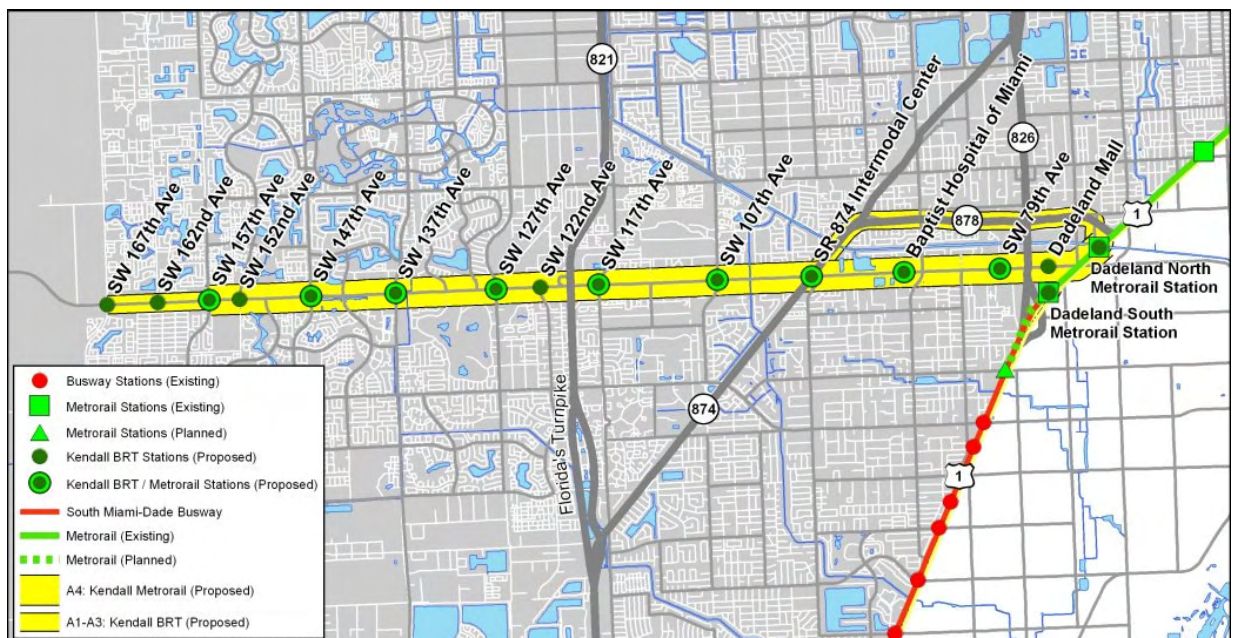 821
826
878
1
SW 167th Ave
SW 162nd Ave
SW 157th Ave
SW 152nd Ave
SW 147th Ave
SW 137th Ave
SW 127th Ave
SW 122nd Ave
SW 117th Ave
SW 107th Ave
SR-874 Intermodal Center
Baptist Hospital of Miami
SW 79th Ave
Dadeland Mall
Dadeland North
Metrorail Station
Dadeland South
Metrorail Station
874
1
Florida's Turnpike
Busway Stations (Existing)
Metrorail Stations (Existing)
Metrorail Stations (Planned)
Kendall BRT Stations (Proposed)
Kendall BRT / Metrorail Stations (Proposed)
South Miami-Dade Busway
Metrorail (Existing)
Metrorail (Planned)
A4: Kendall Metrorail (Proposed)
A1-A3: Kendall BRT (Proposed)